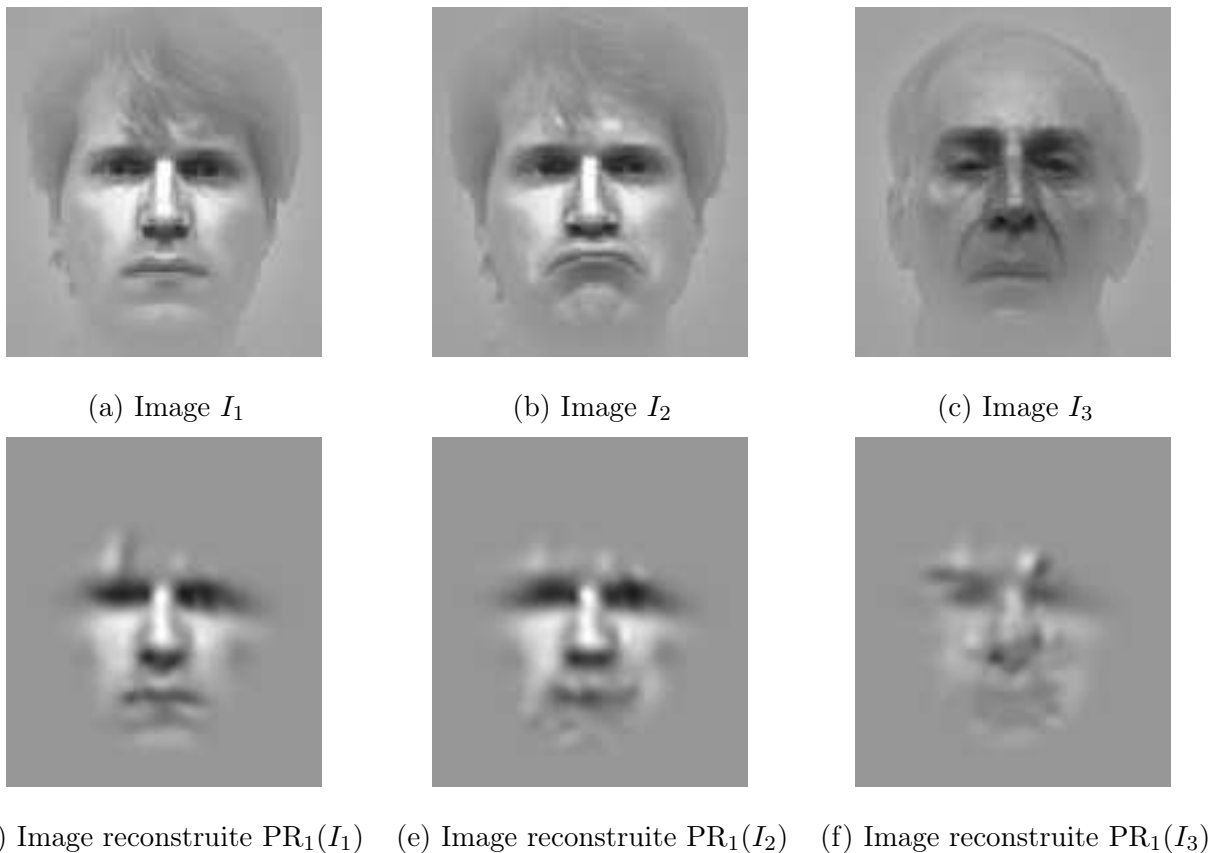 (a) Image I₁
(b) Image I₂
(c) Image I₃
) Image reconstruite PR₁(I₁)
(e) Image reconstruite PR₁(I₂)
(f) Image reconstruite PR₁(I₃)